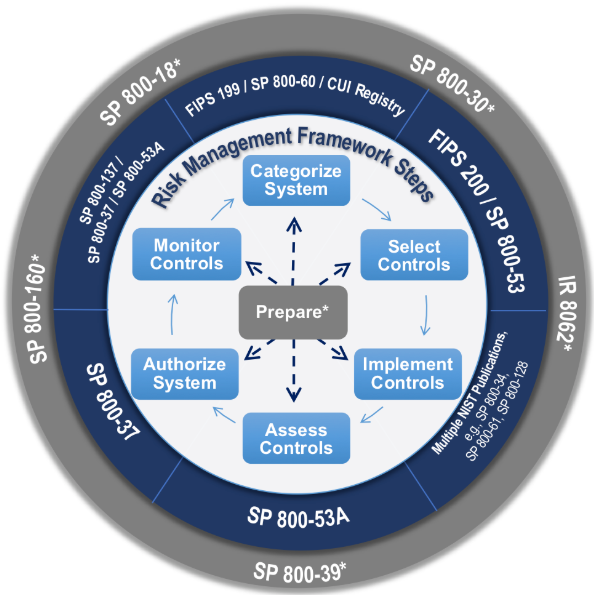 SP 800-18*
SP 800-30*
FIPS 199 / SP 800-60 / CUI Registry
Risk Management Framework Steps
Categorize
System
SP 800-137 /
SP 800-37 / SP 800-53A
FIPS 200 / SP 800-53
Monitor
Controls
Select
Controls
SP 800-160*
Prepare*
IR 8062*
Authorize
System
Implement
Controls
SP 800-37
Multiple NIST Publications,
e.g., SP 800-34,
SP 800-61, SP 800-128
Assess
Controls
SP 800-53A
SP 800-39*